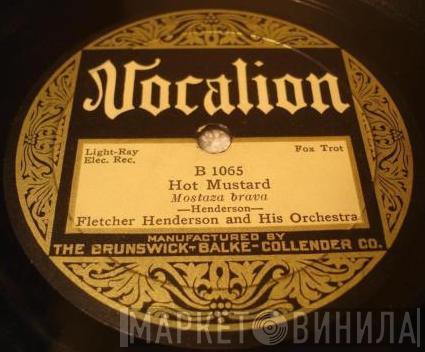 Vocalion
Light-Ray
Elec. Rec.
Fox Trot
B 1065
Hot Mustard
Mostaza brava
—Henderson—
Fletcher Henderson and His Orchestra
MANUFACTURED BY
THE BRUNSWICK-BALKE-COLLENDER CO.
МАРКЕТ ВИНИЛА